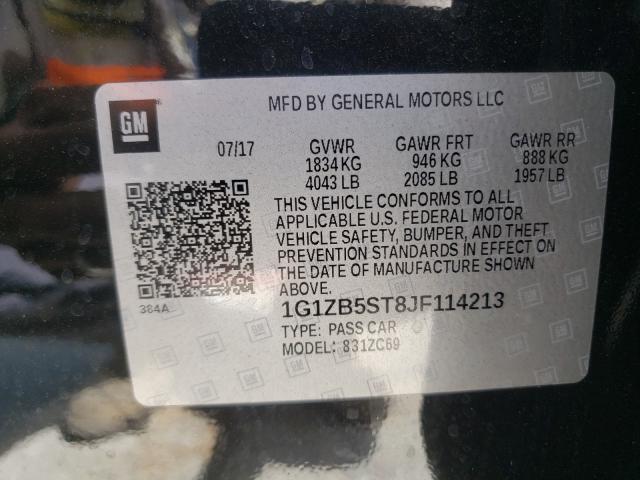 GM
MFD BY GENERAL MOTORS LLC
07/17 GVWR GAWR FRT GAWR RR
1834 KG 946 KG 888 KG
4043 LB 2085 LB 1957 LB
THIS VEHICLE CONFORMS TO ALL
APPLICABLE U.S. FEDERAL MOTOR
VEHICLE SAFETY, BUMPER, AND THEFT
PREVENTION STANDARDS IN EFFECT ON
THE DATE OF MANUFACTURE SHOWN
ABOVE.
384A
1G1ZB5ST8JF114213
TYPE: PASS CAR
MODEL: 831ZC69